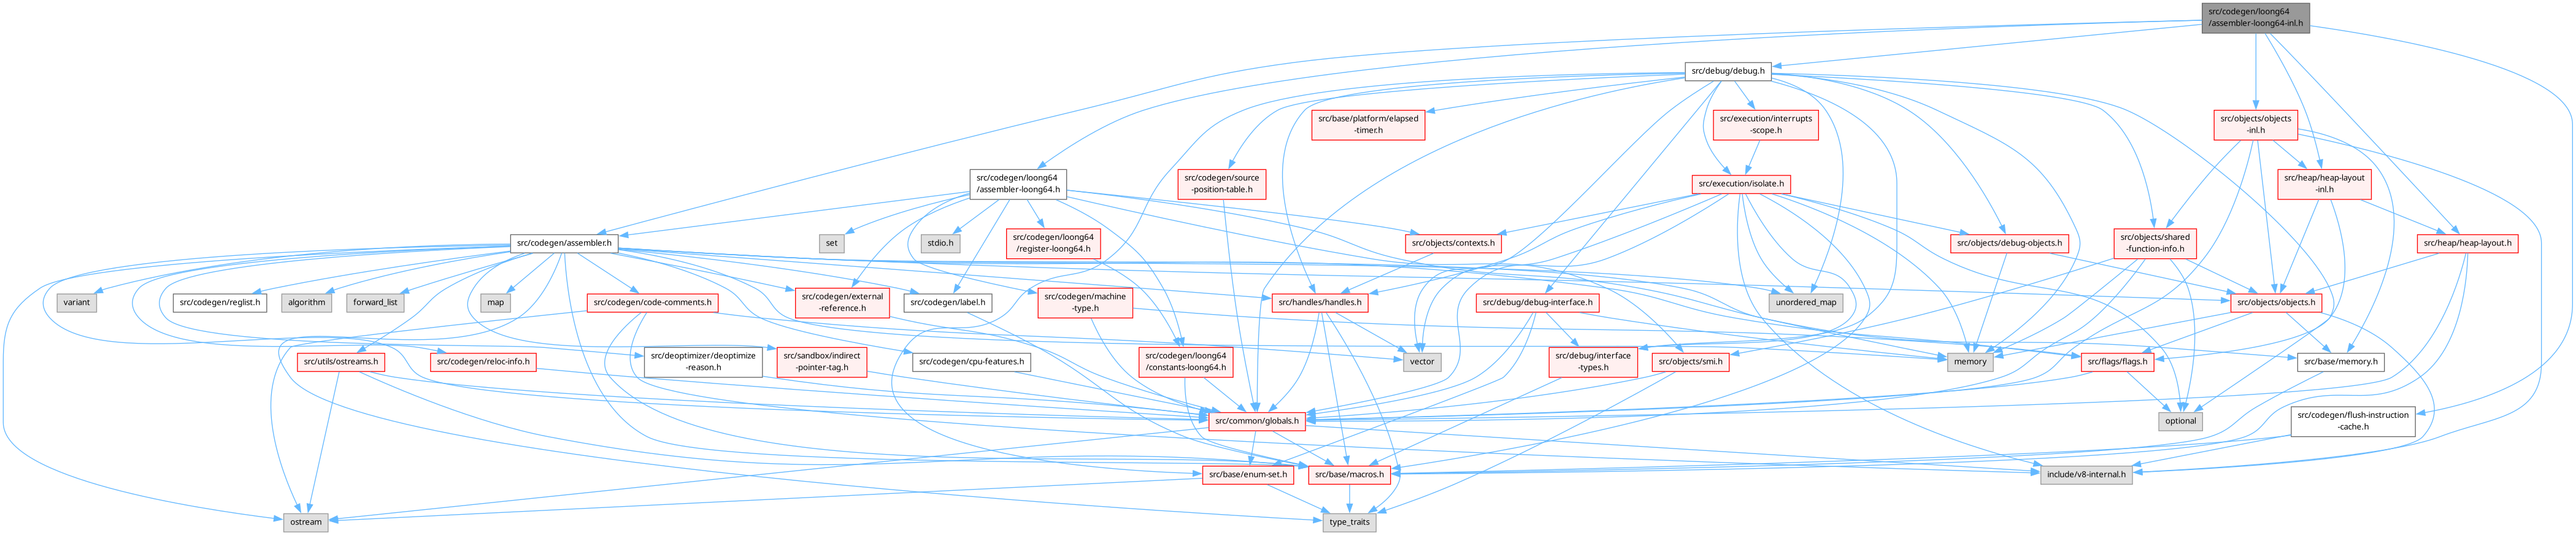 src/codegen/loong64
/assembler-loong64-inl.h
src/debug/debug.h
src/base/platform/elapsed
-timer.h
src/execution/interrupts
-scope.h
src/objects/objects
-inl.h
src/codegen/loong64
/assembler-loong64.h
src/codegen/source
-position-table.h
src/execution/isolate.h
src/heap/heap-layout
-inl.h
set
stdio.h
src/codegen/loong64
/register-loong64.h
src/codegen/assembler.h
src/objects/contexts.h
src/objects/debug-objects.h
src/objects/shared
-function-info.h
src/heap/heap-layout.h
variant
src/codegen/reglist.h
algorithm
forward_list
map
src/codegen/code-comments.h
src/codegen/external
-reference.h
src/codegen/label.h
src/codegen/machine
-type.h
src/handles/handles.h
src/debug/debug-interface.h
unordered_map
src/objects/objects.h
src/utils/ostreams.h
src/codegen/reloc-info.h
src/deoptimizer/deoptimize
-reason.h
src/sandbox/indirect
-pointer-tag.h
src/codegen/cpu-features.h
src/codegen/loong64
/constants-loong64.h
vector
src/debug/interface
-types.h
src/objects/smi.h
memory
src/flags/flags.h
src/base/memory.h
src/common/globals.h
optional
src/codegen/flush-instruction
-cache.h
src/base/enum-set.h
src/base/macros.h
include/v8-internal.h
ostream
type_traits